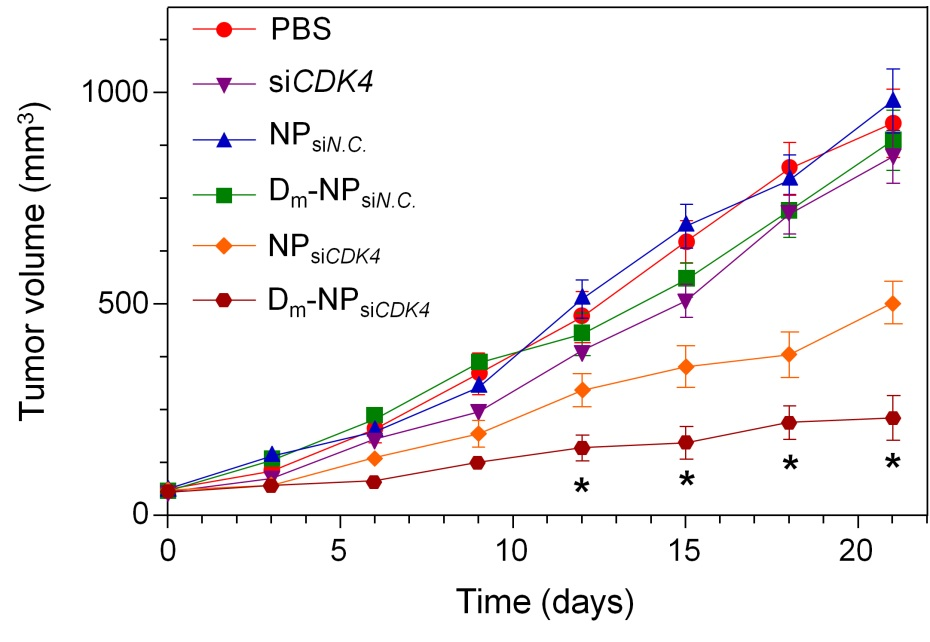 PBS
siCDK4
NPsiN.C.
Dm-NPsiN.C.
NPsiCDK4
Dm-NPsiCDK4
Tumor volume (mm3)
1000
500
0
* * * *
0 5 10 15 20
Time (days)